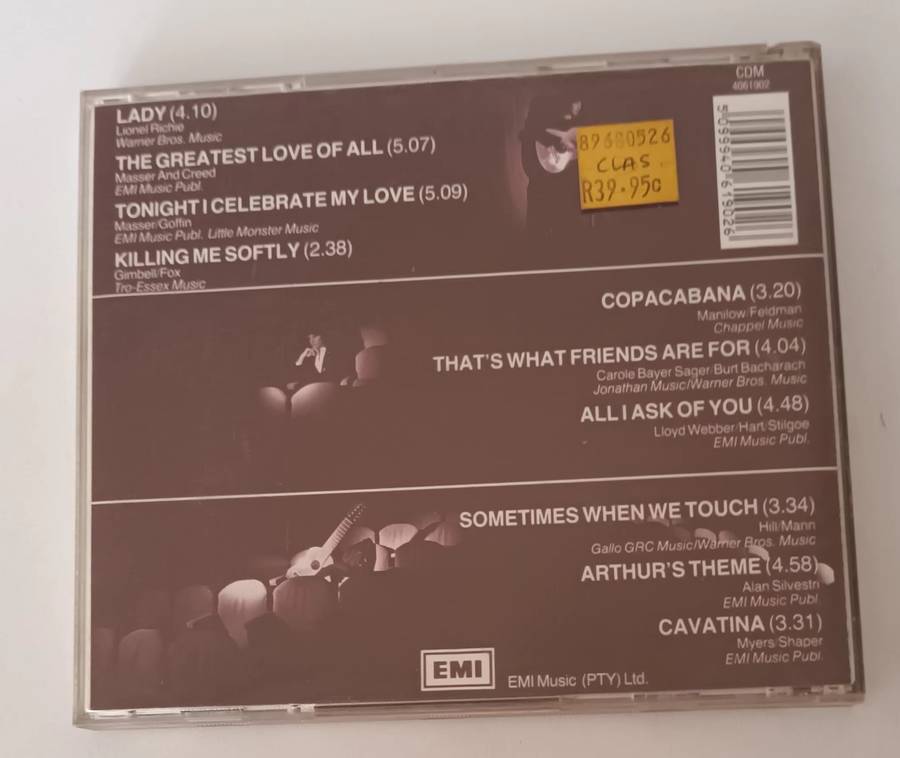 CDM
4061902
LADY (4.10)
Lionel Richie
Warner Bros. Music
THE GREATEST LOVE OF ALL (5.07)
Masser And Creed
EMI Music Publ.
TONIGHT I CELEBRATE MY LOVE (5.09)
Masser/Goffin
EMI Music Publ. Little Monster Music
KILLING ME SOFTLY (2.38)
Gimbell/Fox
Tro-Essex Music
89680526
CLAS
R39.95c
5099940619026
COPACABANA (3.20)
Manilow/Feldman
Chappel Music
THAT'S WHAT FRIENDS ARE FOR (4.04)
Carole Bayer Sager/Burt Bacharach
Jonathan Music/Warner Bros. Music
ALL I ASK OF YOU (4.48)
Lloyd Webber/Hart/Stilgoe
EMI Music Publ.
SOMETIMES WHEN WE TOUCH (3.34)
Hill/Mann
Gallo GRC Music/Warner Bros. Music
ARTHUR'S THEME (4.58)
Alan Silvestri
EMI Music Publ.
CAVATINA (3.31)
Myers/Shaper
EMI Music Publ.
EMI
EMI Music (PTY) Ltd.